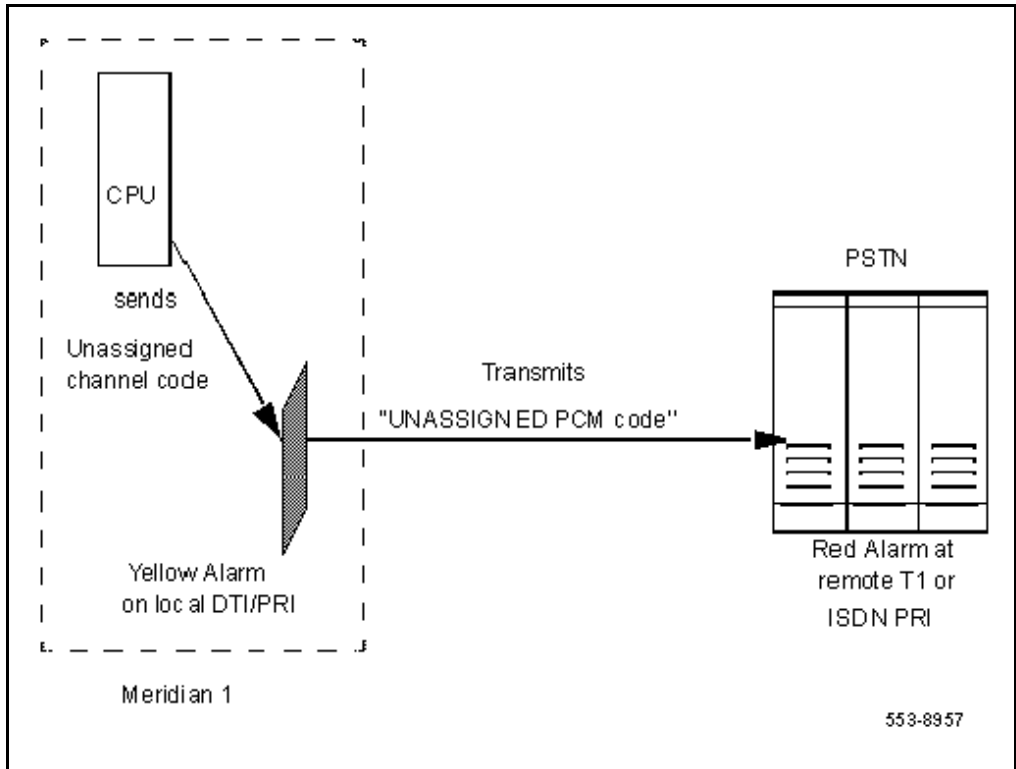 CPU
sends
Unassigned
channel code
Yellow Alarm
on local DTI/PRI
Meridian 1
Transmits
"UNASSIGNED PCM code"
PSTN
Red Alarm at
remote T1 or
ISDN PRI
553-8957